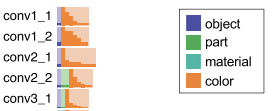 conv1_1
conv1_2
conv2_1
conv2_2
conv3_1
object
part
material
color